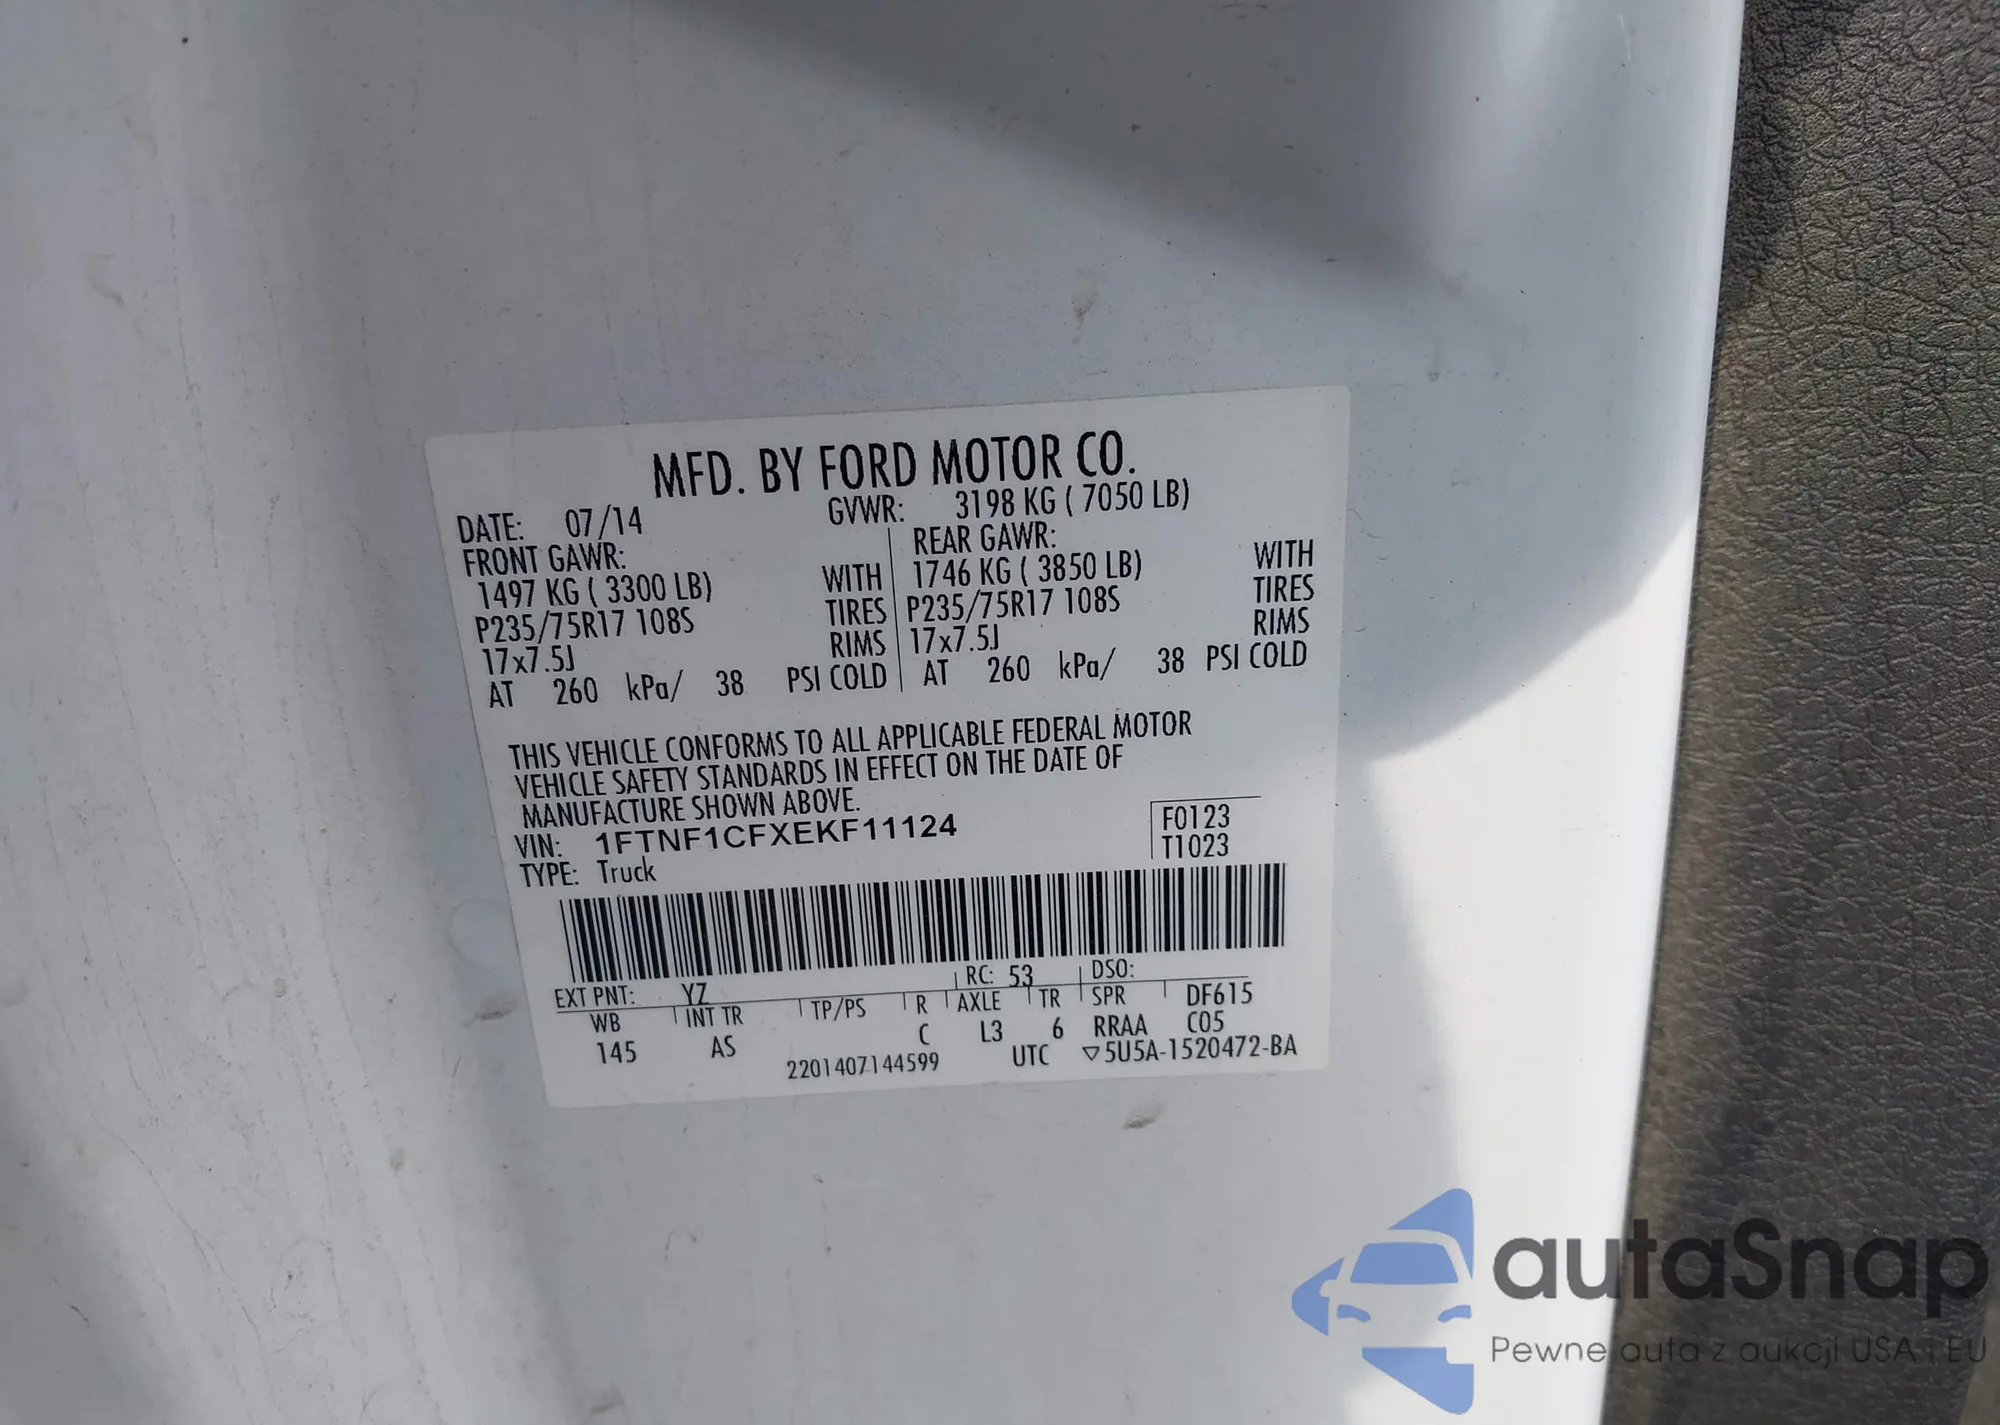 MFD. BY FORD MOTOR CO.
DATE: 07/14 GVWR: 3198 KG ( 7050 LB)
FRONT GAWR: REAR GAWR:
1497 KG ( 3300 LB) WITH 1746 KG ( 3850 LB) WITH
P235/75R17 108S TIRES P235/75R17 108S TIRES
17x7.5J RIMS 17x7.5J RIMS
AT 260 kPa/ 38 PSI COLD AT 260 kPa/ 38 PSI COLD
THIS VEHICLE CONFORMS TO ALL APPLICABLE FEDERAL MOTOR
VEHICLE SAFETY STANDARDS IN EFFECT ON THE DATE OF
MANUFACTURE SHOWN ABOVE.
VIN: 1FTNF1CFXEKF11124 F0123
TYPE: Truck T1023
EXT PNT: YZ RC: 53 DSO:
WB INT TR TP/PS R AXLE TR SPR DF615
145 AS C L3 6 RRAA C05
2201407144599 UTC ▽5U5A-1520472-BA
autaSnap
Pewne auta z aukcji USA i EU